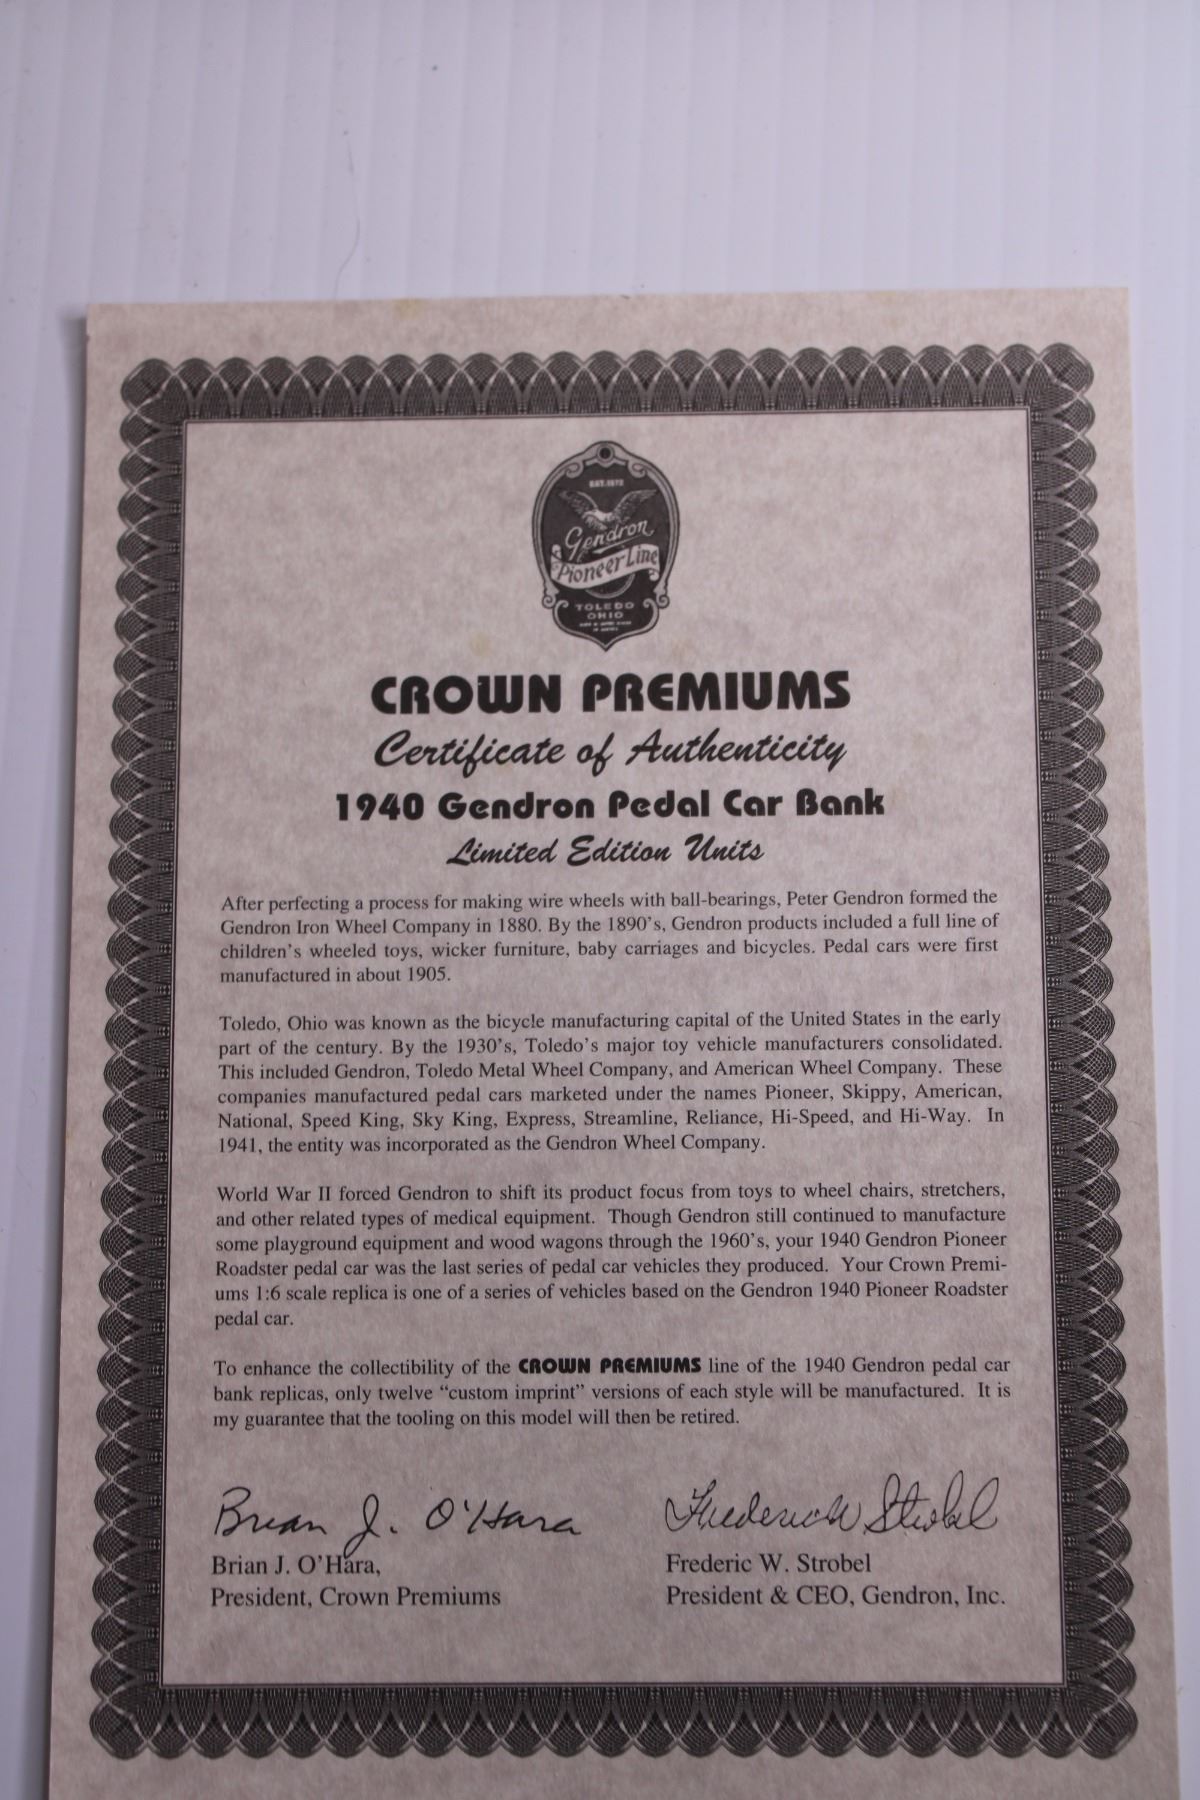 EST. 1872
Gendron
Pioneer Line
TOLEDO
OHIO
CROWN PREMIUMS
Certificate of Authenticity
1940 Gendron Pedal Car Bank
Limited Edition Units
After perfecting a process for making wire wheels with ball-bearings, Peter Gendron formed the
Gendron Iron Wheel Company in 1880. By the 1890's, Gendron products included a full line of
children's wheeled toys, wicker furniture, baby carriages and bicycles. Pedal cars were first
manufactured in about 1905.
Toledo, Ohio was known as the bicycle manufacturing capital of the United States in the early
part of the century. By the 1930's, Toledo's major toy vehicle manufacturers consolidated.
This included Gendron, Toledo Metal Wheel Company, and American Wheel Company. These
companies manufactured pedal cars marketed under the names Pioneer, Skippy, American,
National, Speed King, Sky King, Express, Streamline, Reliance, Hi-Speed, and Hi-Way. In
1941, the entity was incorporated as the Gendron Wheel Company.
World War II forced Gendron to shift its product focus from toys to wheel chairs, stretchers,
and other related types of medical equipment. Though Gendron still continued to manufacture
some playground equipment and wood wagons through the 1960's, your 1940 Gendron Pioneer
Roadster pedal car was the last series of pedal car vehicles they produced. Your Crown Premi-
ums 1:6 scale replica is one of a series of vehicles based on the Gendron 1940 Pioneer Roadster
pedal car.
To enhance the collectibility of the CROWN PREMIUMS line of the 1940 Gendron pedal car
bank replicas, only twelve "custom imprint" versions of each style will be manufactured. It is
my guarantee that the tooling on this model will then be retired.
Brian J. O'Hara Frederic W Strobel
Brian J. O'Hara, Frederic W. Strobel
President, Crown Premiums President & CEO, Gendron, Inc.